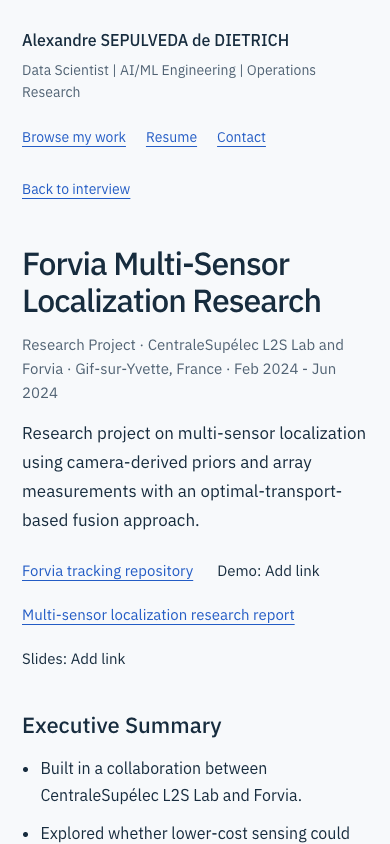 Alexandre SEPULVEDA de DIETRICH
Data Scientist | AI/ML Engineering | Operations
Research
Browse my work Resume Contact
Back to interview
Forvia Multi-Sensor
Localization Research
Research Project · CentraleSupélec L2S Lab and
Forvia · Gif-sur-Yvette, France · Feb 2024 - Jun
2024
Research project on multi-sensor localization
using camera-derived priors and array
measurements with an optimal-transport-
based fusion approach.
Forvia tracking repository Demo: Add link
Multi-sensor localization research report
Slides: Add link
Executive Summary
• Built in a collaboration between
CentraleSupélec L2S Lab and Forvia.
• Explored whether lower-cost sensing could